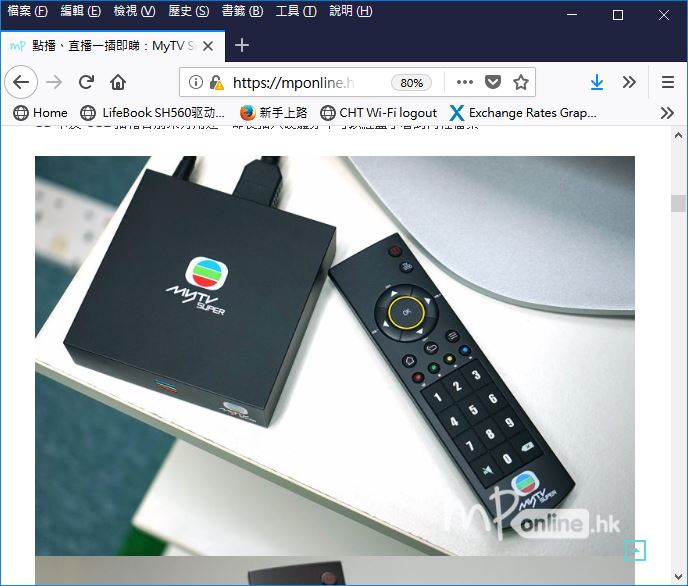 檔案 (F) 編輯 (E) 檢視 (V) 歷史 (S) 書籤 (B) 工具 (T) 說明 (H)
mp 點播、直播一插即睇：MyTV S
https://mponline.h 80%
Home LifeBook SH560驱动... 新手上路 CHT Wi-Fi logout Exchange Rates Grap...
MYTV
SUPER
OK
1 2 3
4 5 6
7 8 9
0
MYTV
SUPER
MP online.hk